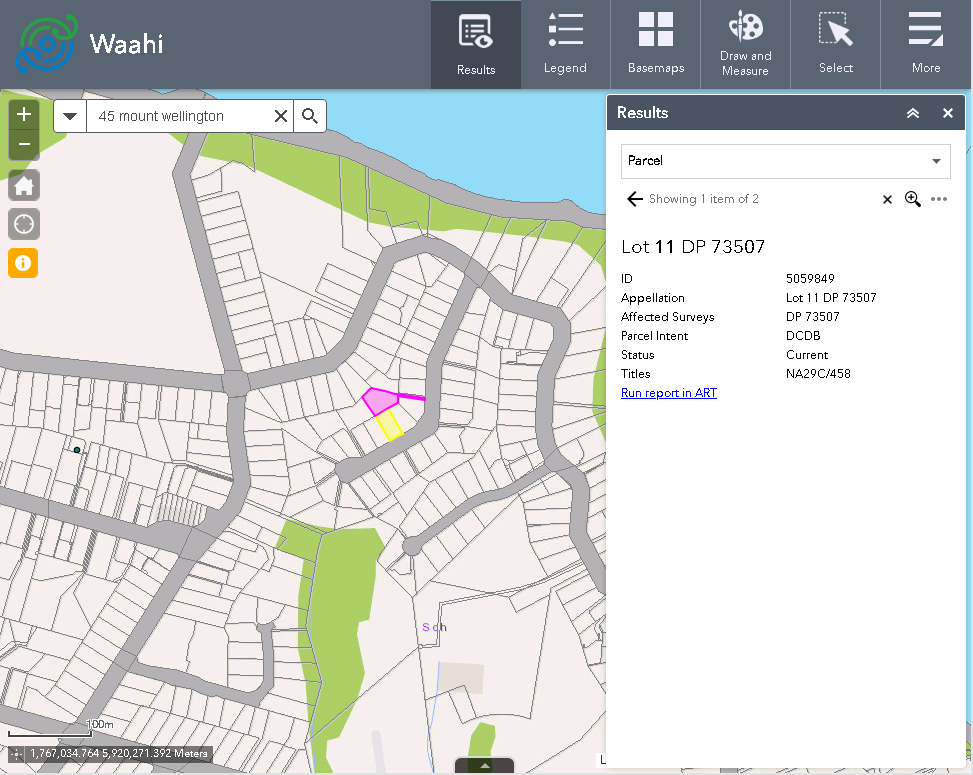 Waahi
Results
Legend
Basemaps
Draw and
Measure
Select
More
+
45 mount wellington
−
Results
Parcel
Showing 1 item of 2
Lot 11 DP 73507
ID 5059849
Appellation Lot 11 DP 73507
Affected Surveys DP 73507
Parcel Intent DCDB
Status Current
Titles NA29C/458
Run report in ART
Sch
100m
1,767,034.764 5,920,271.392 Meters